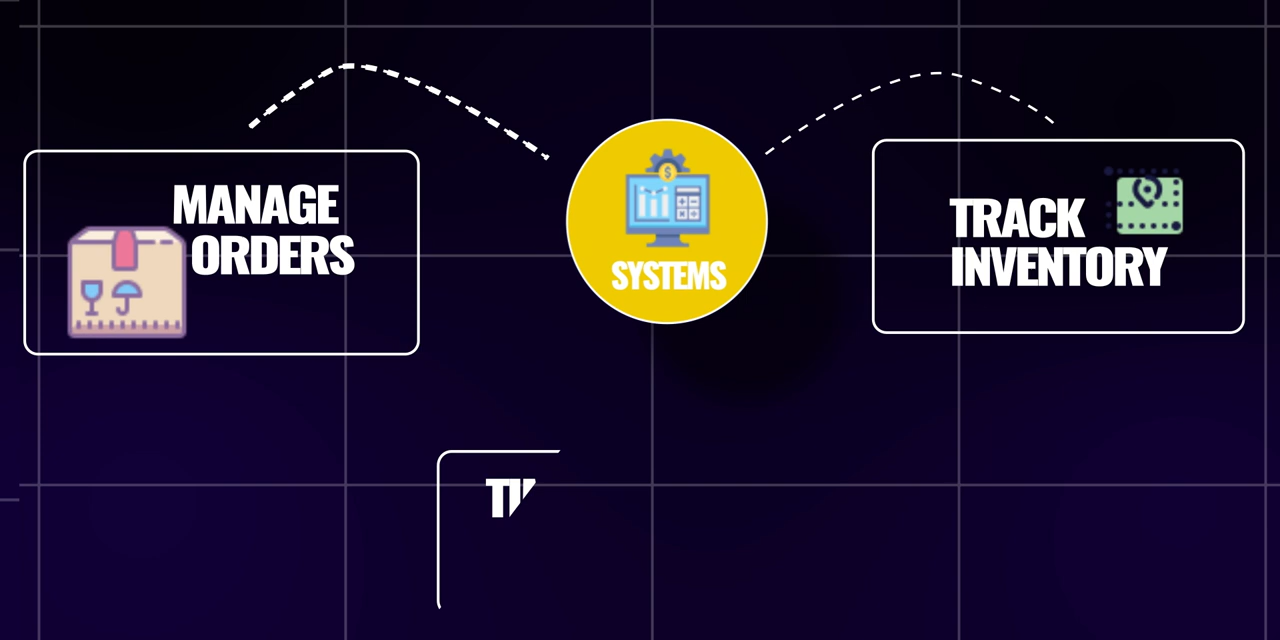 MANAGE
ORDERS
SYSTEMS
TRACK
INVENTORY